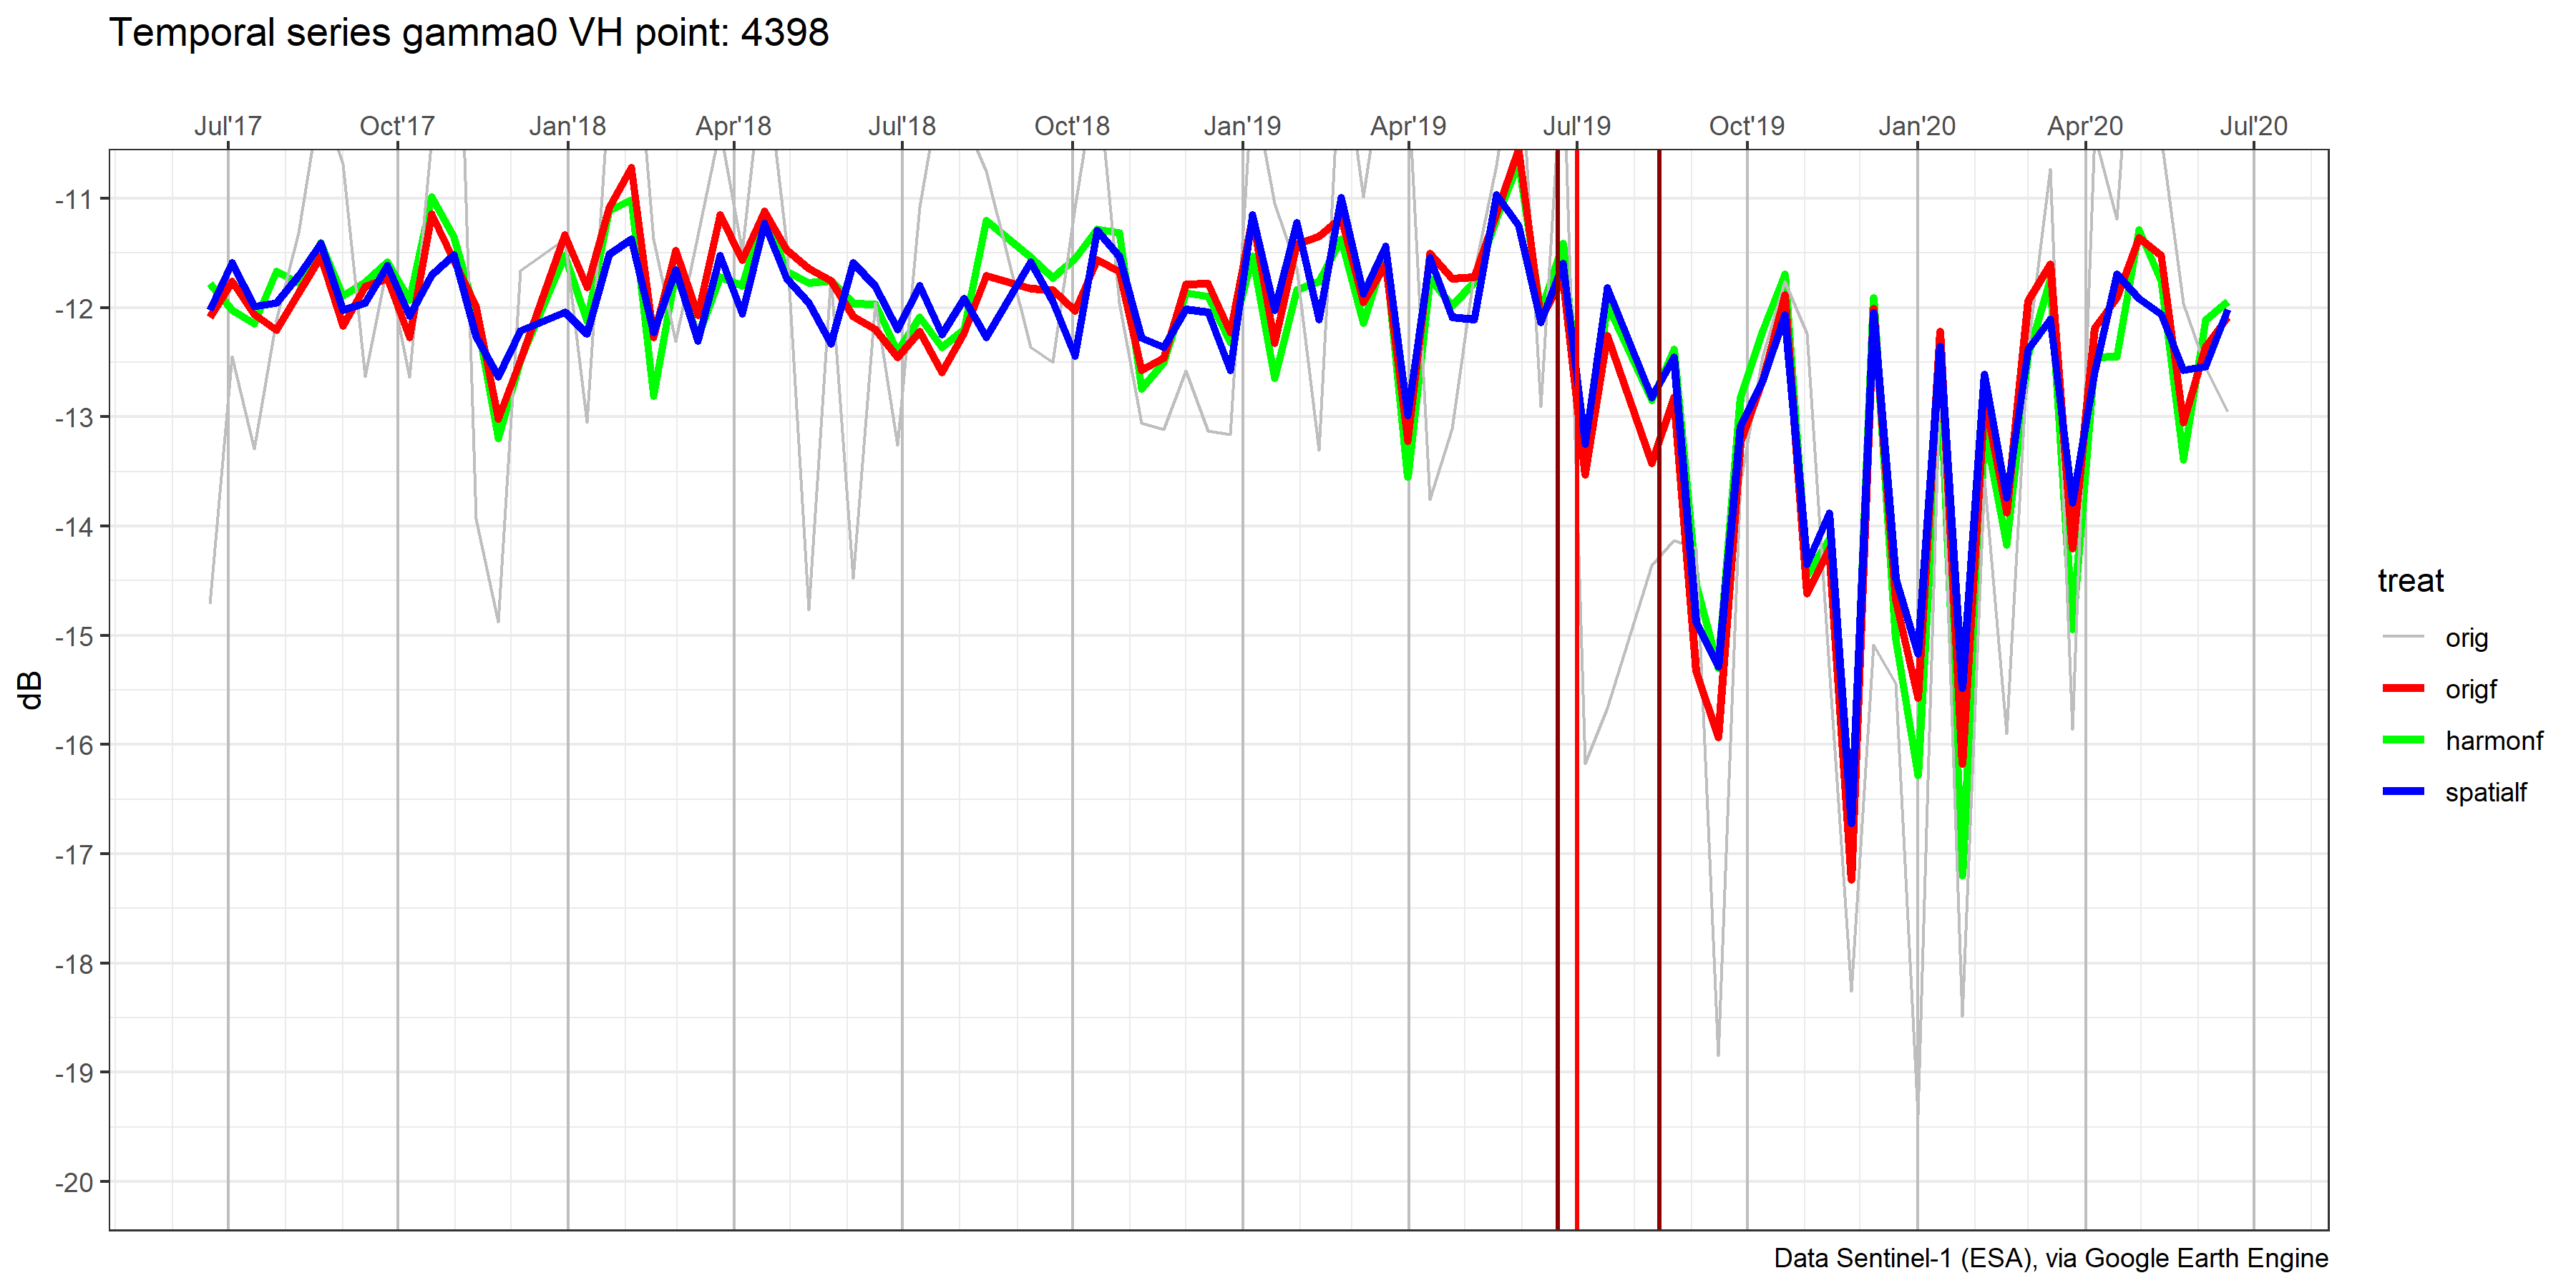 Temporal series gamma0 VH point: 4398
Jul'17 Oct'17 Jan'18 Apr'18 Jul'18 Oct'18 Jan'19 Apr'19 Jul'19 Oct'19 Jan'20 Apr'20 Jul'20
-11
-12
-13
-14
-15
-16
-17
-18
-19
-20
dB
treat
orig
origf
harmonf
spatialf
Data Sentinel-1 (ESA), via Google Earth Engine